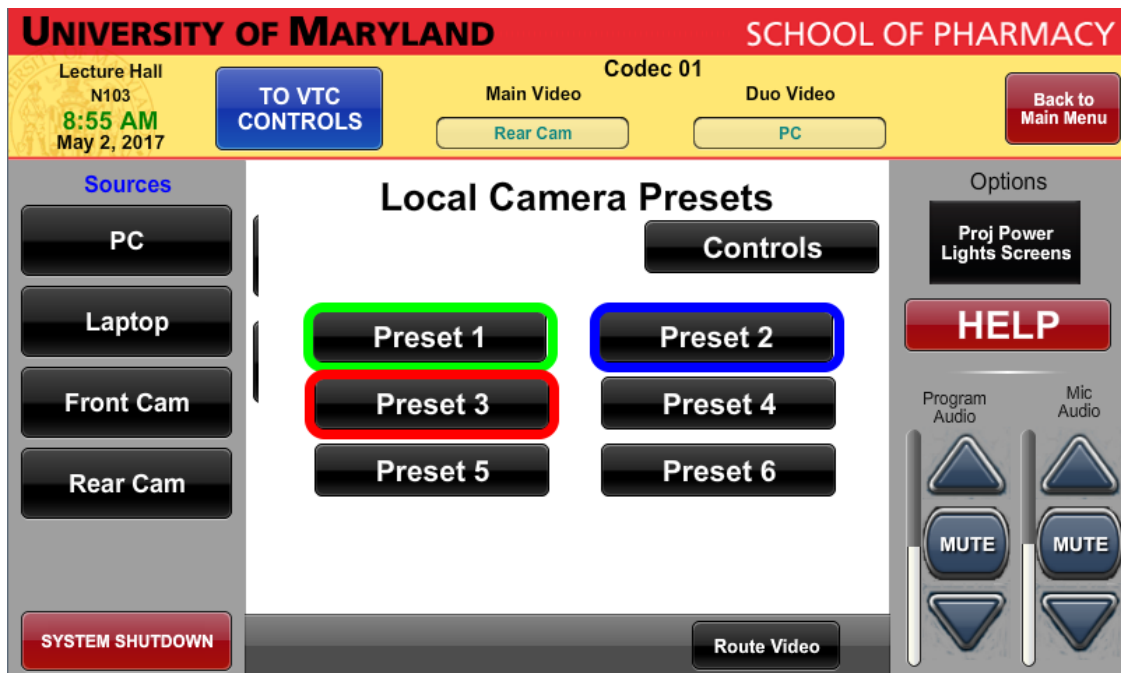 UNIVERSITY OF MARYLAND
SCHOOL OF PHARMACY
Lecture Hall
N103
8:55 AM
May 2, 2017
TO VTC
CONTROLS
Codec 01
Main Video
Duo Video
Rear Cam
PC
Back to
Main Menu
Sources
PC
Laptop
Front Cam
Rear Cam
SYSTEM SHUTDOWN
Local Camera Presets
Controls
Preset 1
Preset 2
Preset 3
Preset 4
Preset 5
Preset 6
Route Video
Options
Proj Power
Lights Screens
HELP
Program
Audio
Mic
Audio
MUTE
MUTE